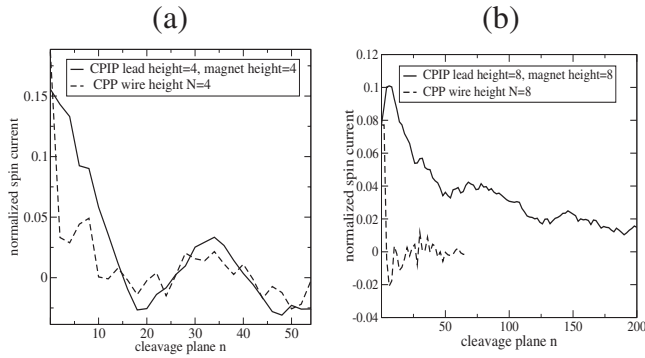 (a)
CPIP lead height=4, magnet height=4
CPP wire height N=4
normalized spin current
0.15
0.1
0.05
0
10
20
30
40
50
cleavage plane n
(b)
CPIP lead height=8, magnet height=8
CPP wire height N=8
normalized spin current
0.12
0.1
0.08
0.06
0.04
0.02
0
-0.02
-0.04
50
75
100
125
150
175
200
cleavage plane n